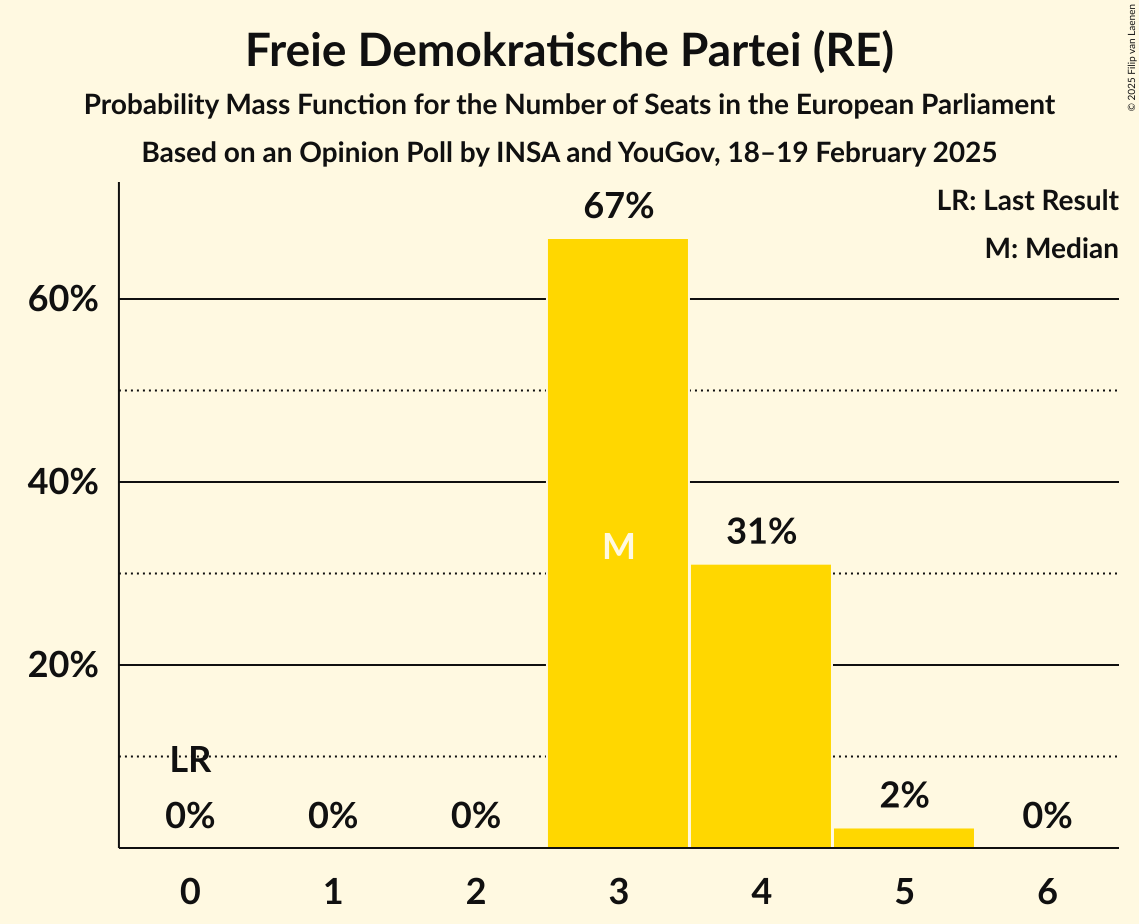 Freie Demokratische Partei (RE)
Probability Mass Function for the Number of Seats in the European Parliament
Based on an Opinion Poll by INSA and YouGov, 18–19 February 2025
© 2025 Filip van Laenen
LR: Last Result
M: Median
67%
60%
40%
31%
M
20%
LR
0% 0% 0% 2% 0%
0 1 2 3 4 5 6